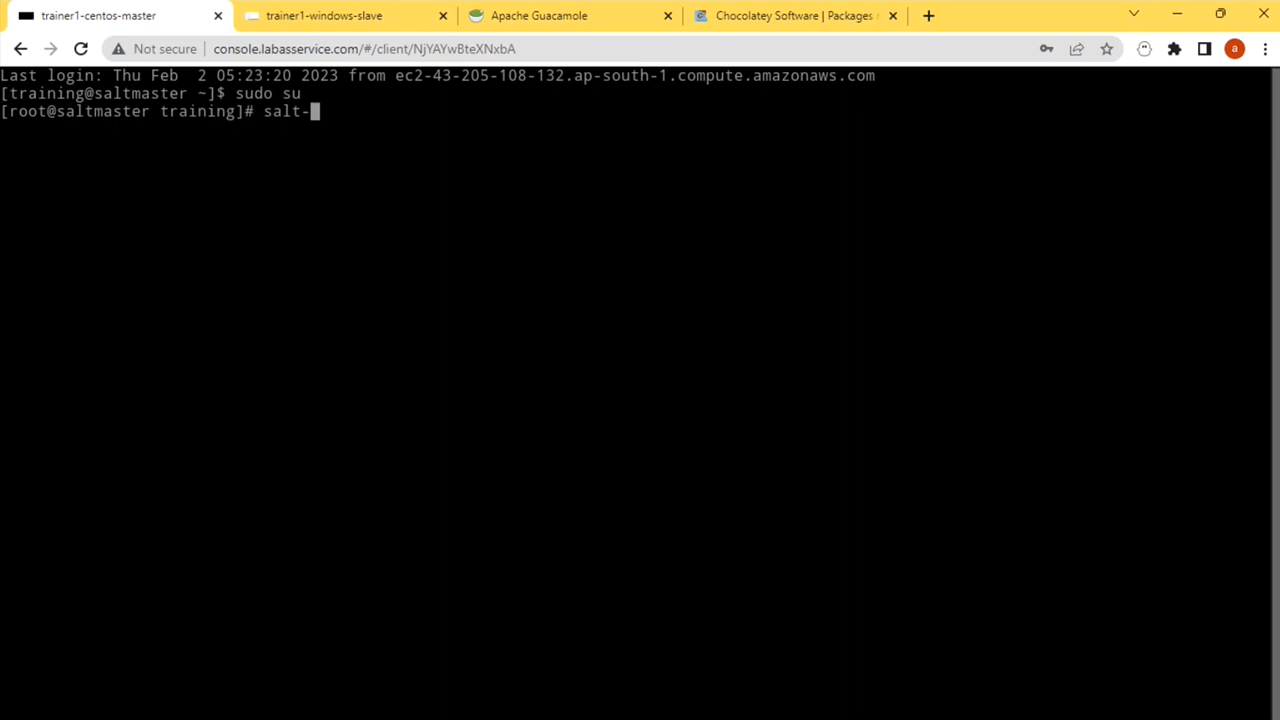 trainer1-centos-master
trainer1-windows-slave
Apache Guacamole
Chocolatey Software | Packages
Not secure
console.labasservice.com/#/client/NjYAYwBteXNxbA
a
Last login: Thu Feb  2 05:23:20 2023 from ec2-43-205-108-132.ap-south-1.compute.amazonaws.com
[training@saltmaster ~]$ sudo su
[root@saltmaster training]# salt-